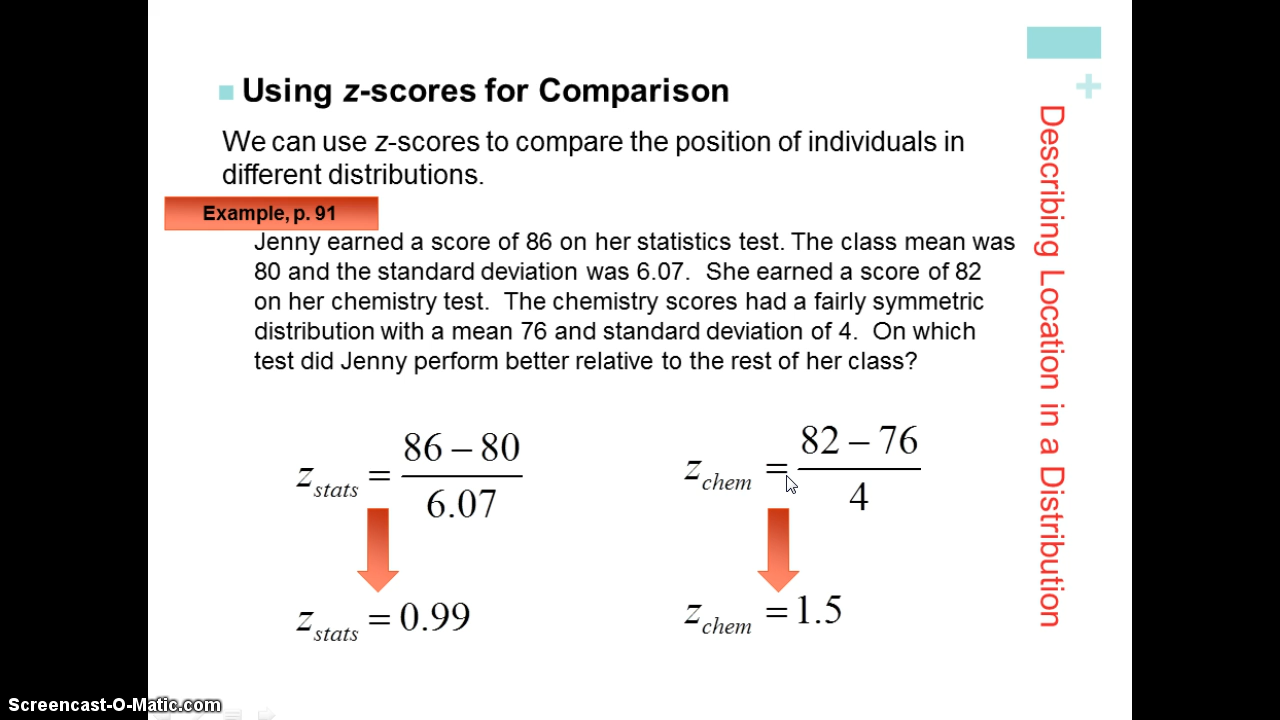 Using z-scores for Comparison
We can use z-scores to compare the position of individuals in
different distributions.
Example, p. 91
Jenny earned a score of 86 on her statistics test. The class mean was
80 and the standard deviation was 6.07. She earned a score of 82
on her chemistry test. The chemistry scores had a fairly symmetric
distribution with a mean 76 and standard deviation of 4. On which
test did Jenny perform better relative to the rest of her class?
z_stats = (86 – 80) / 6.07
z_chem = (82 – 76) / 4
z_stats = 0.99
z_chem = 1.5
+
Describing Location in a Distribution
Screencast-O-Matic.com